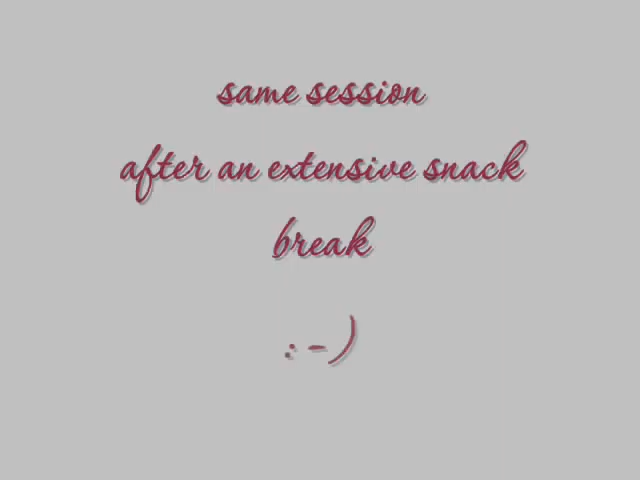 same session
after an extensive snack
break
:-)